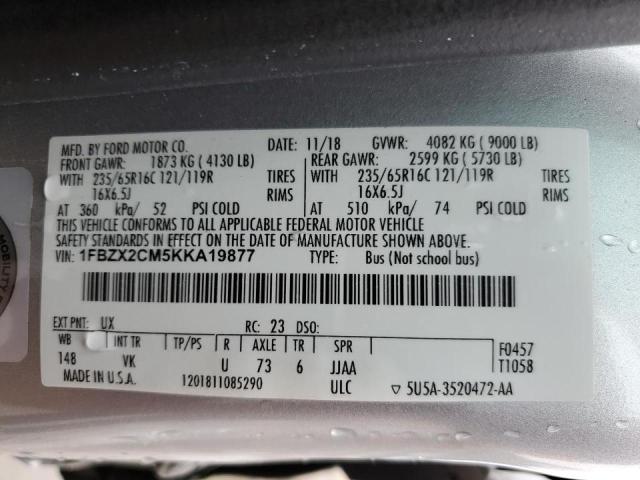 MFD. BY FORD MOTOR CO. DATE: 11/18 GVWR: 4082 KG ( 9000 LB)
FRONT GAWR: 1873 KG ( 4130 LB) REAR GAWR: 2599 KG ( 5730 LB)
WITH 235/65R16C 121/119R TIRES WITH 235/65R16C 121/119R TIRES
16X6.5J RIMS 16X6.5J RIMS
AT 360 kPa/ 52 PSI COLD AT 510 kPa/ 74 PSI COLD
THIS VEHICLE CONFORMS TO ALL APPLICABLE FEDERAL MOTOR VEHICLE
SAFETY STANDARDS IN EFFECT ON THE DATE OF MANUFACTURE SHOWN ABOVE.
VIN: 1FBZX2CM5KKA19877 TYPE: Bus (Not school bus)
EXT PNT: UX RC: 23 DSO:
WB INT TR TP/PS R AXLE TR SPR F0457
148 VK U 73 6 JJAA T1058
MADE IN U.S.A. 1201811085290 ULC ▽ 5U5A-3520472-AA
MOBILITY